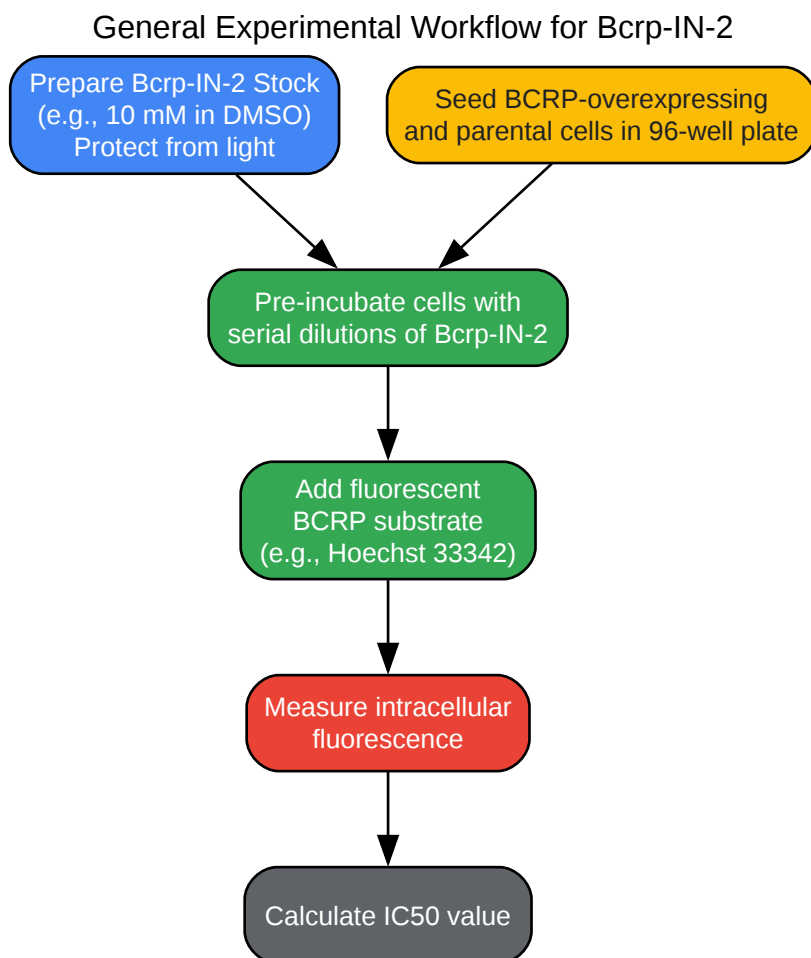 General Experimental Workflow for Bcrp-IN-2
Prepare Bcrp-IN-2 Stock
(e.g., 10 mM in DMSO)
Protect from light
Seed BCRP-overexpressing
and parental cells in 96-well plate
Pre-incubate cells with
serial dilutions of Bcrp-IN-2
Add fluorescent
BCRP substrate
(e.g., Hoechst 33342)
Measure intracellular
fluorescence
Calculate IC50 value